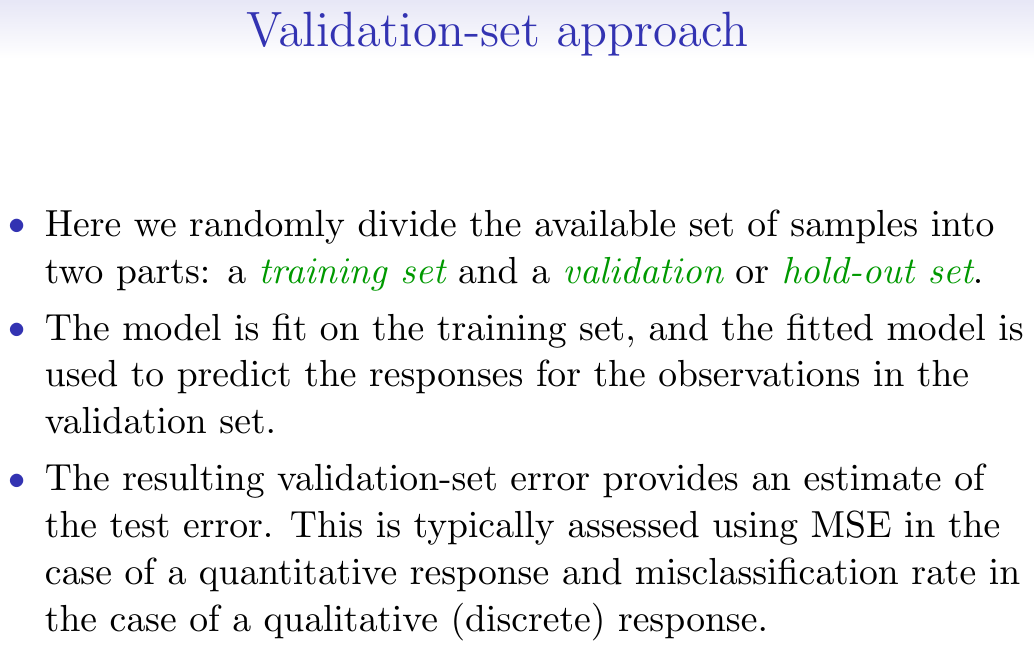 Validation-set approach
• Here we randomly divide the available set of samples into
two parts: a training set and a validation or hold-out set.
• The model is fit on the training set, and the fitted model is
used to predict the responses for the observations in the
validation set.
• The resulting validation-set error provides an estimate of
the test error. This is typically assessed using MSE in the
case of a quantitative response and misclassification rate in
the case of a qualitative (discrete) response.